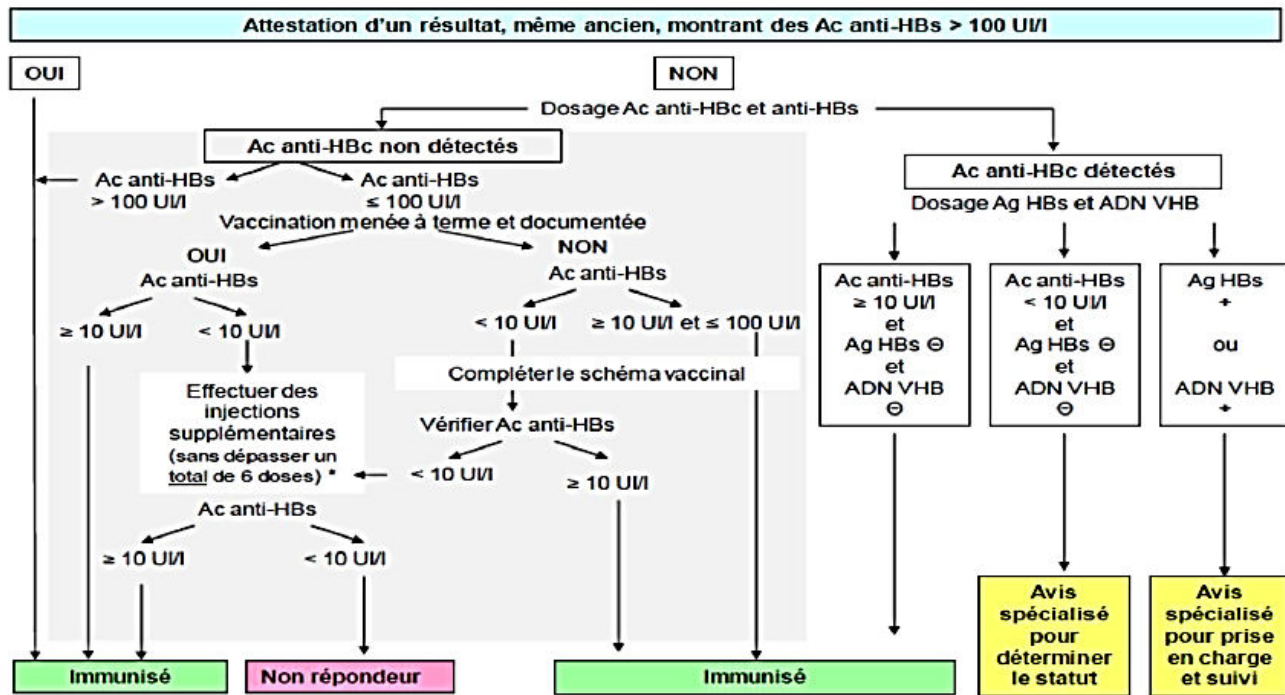 Attestation d'un résultat, même ancien, montrant des Ac anti-HBs > 100 UI/l
OUI
NON
Dosage Ac anti-HBc et anti-HBs
Ac anti-HBc non détectés
Ac anti-HBs
> 100 UI/l
Ac anti-HBs
≤ 100 UI/l
Vaccination menée à terme et documentée
OUI
Ac anti-HBs
≥ 10 UI/l
< 10 UI/l
NON
Ac anti-HBs
< 10 UI/l
≥ 10 UI/l et ≤ 100 UI/l
Effectuer des
injections
supplémentaires
(sans dépasser un
total de 6 doses) *
Compléter le schéma vaccinal
Vérifier Ac anti-HBs
< 10 UI/l
≥ 10 UI/l
Ac anti-HBs
≥ 10 UI/l
< 10 UI/l
Ac anti-HBc détectés
Dosage Ag HBs et ADN VHB
Ac anti-HBs
≥ 10 UI/l
et
Ag HBs ⊖
et
ADN VHB
⊖
Ac anti-HBs
< 10 UI/l
et
Ag HBs ⊖
et
ADN VHB
⊖
Ag HBs
+
ou
ADN VHB
+
Immunisé
Non répondeur
Immunisé
Avis
spécialisé
pour
déterminer
le statut
Avis
spécialisé
pour prise
en charge
et suivi